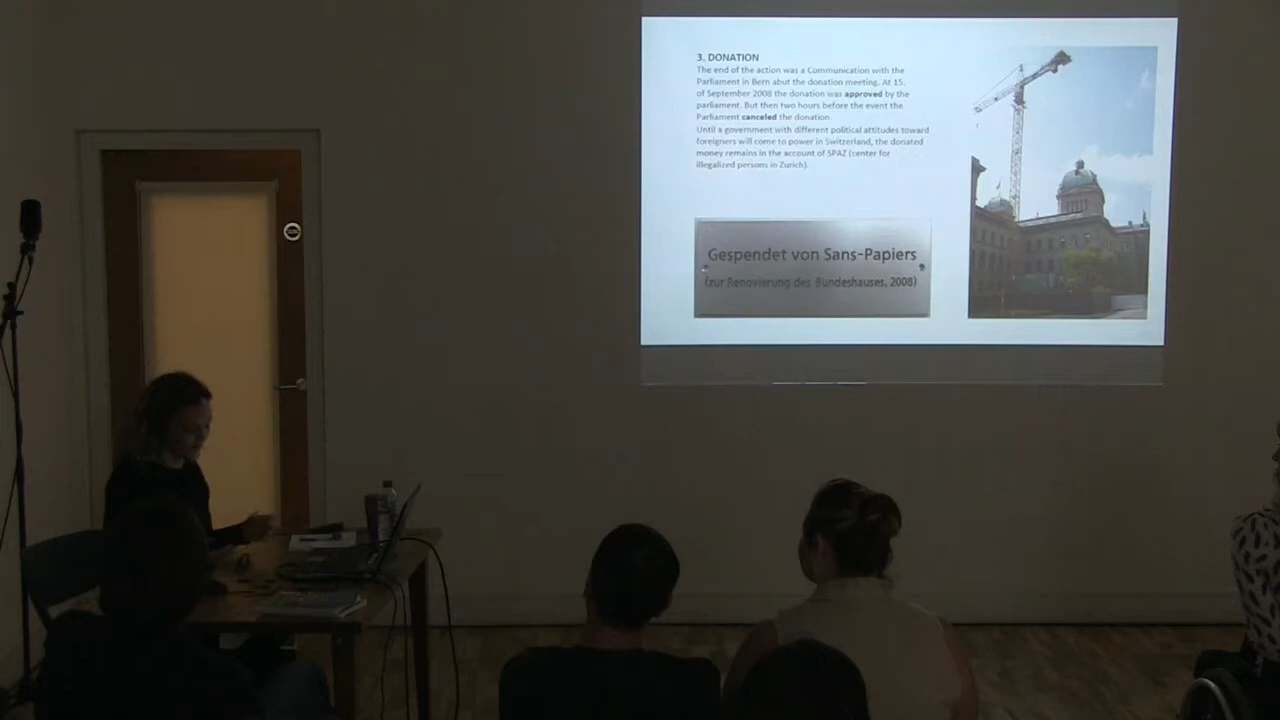 3. DONATION
The end of the action was a Communication with the
Parliament in Bern abut the donation meeting. At 15.
of September 2008 the donation was approved by the
parliament. But then two hours before the event the
Parliament canceled the donation.
Until a government with different political attitudes toward
foreigners will come to power in Switzerland, the donated
money remains in the account of SPAZ (center for
illegalized persons in Zurich).
Gespendet von Sans-Papiers
(zur Renovierung des Bundeshauses, 2008)